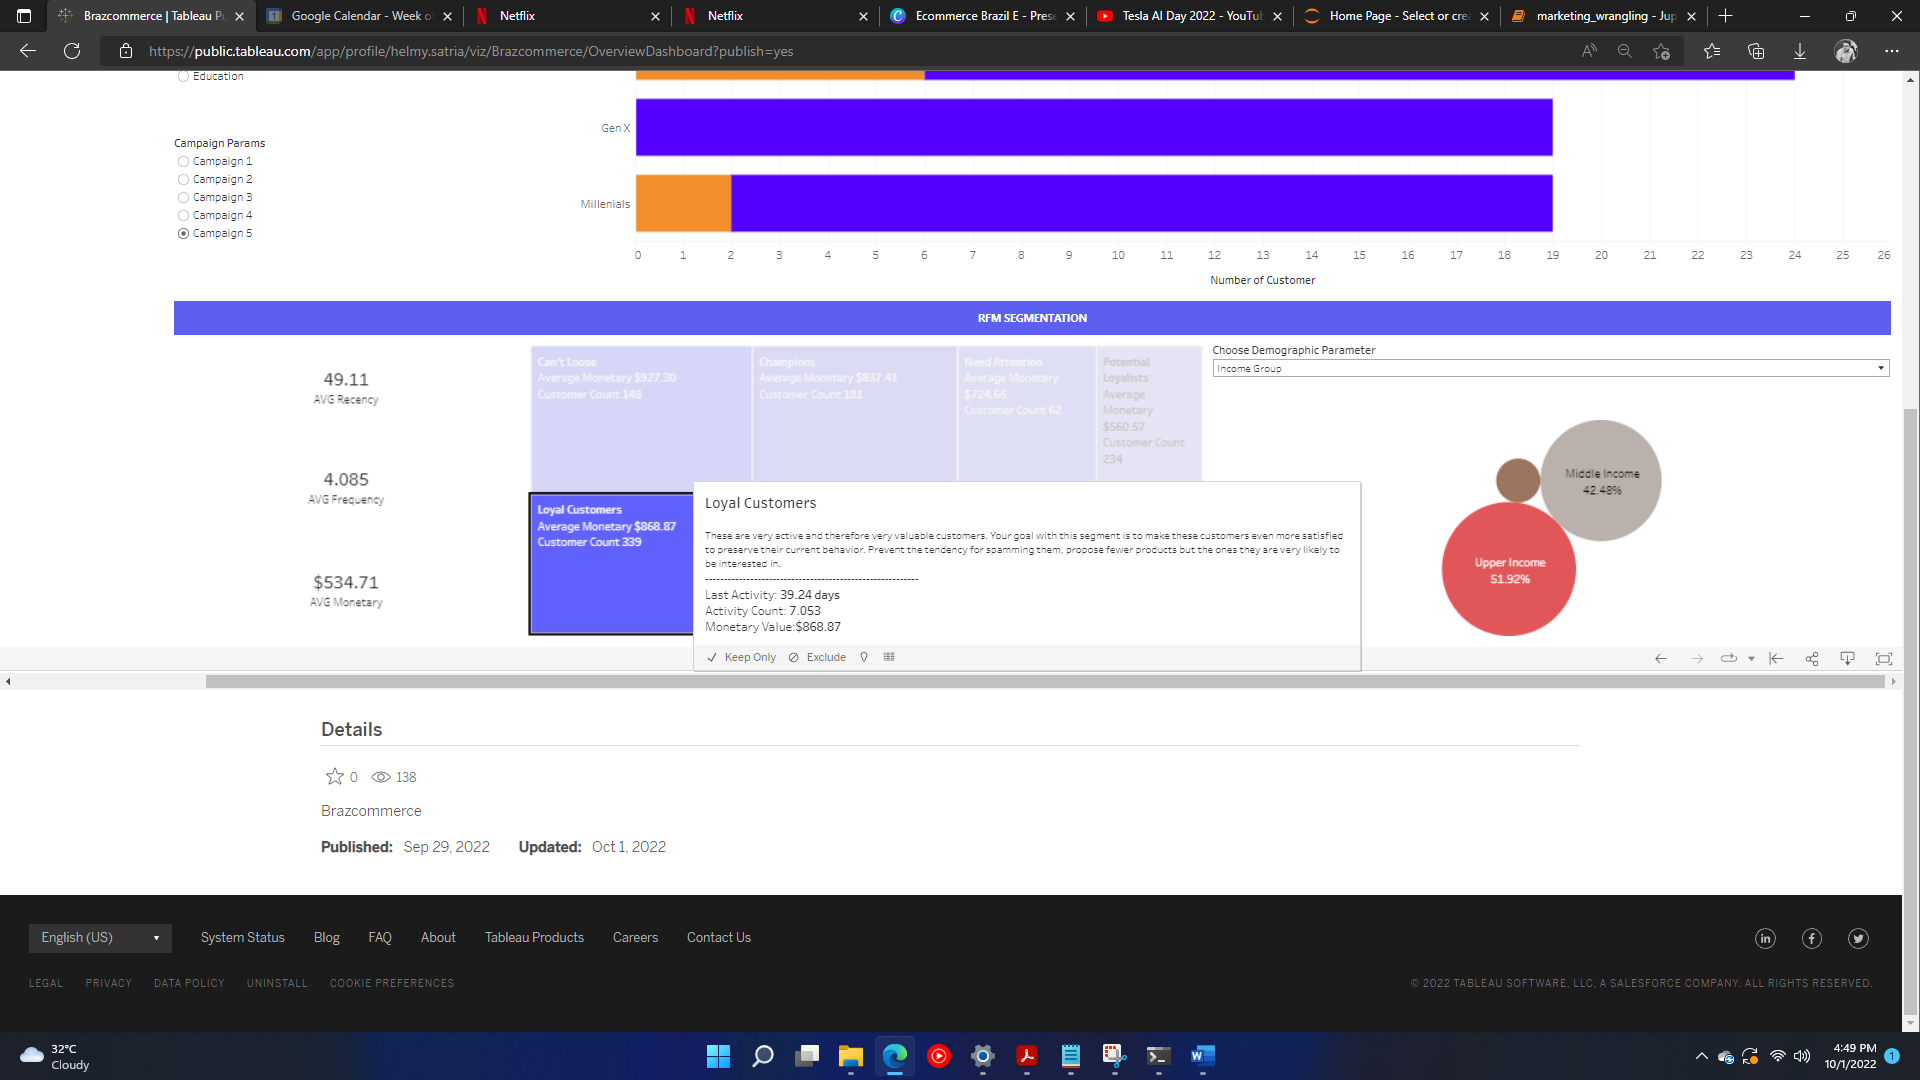 Brazcommerce | Tableau Pu
Google Calendar - Week o
Netflix
Netflix
Ecommerce Brazil E - Prese
Tesla AI Day 2022 - YouTub
Home Page - Select or crea
marketing_wrangling - Jup
https://public.tableau.com/app/profile/helmy.satria/viz/Brazcommerce/OverviewDashboard?publish=yes
Education
Campaign Params
Campaign 1
Campaign 2
Campaign 3
Campaign 4
Campaign 5
Gen X
Millenials
0 1 2 3 4 5 6 7 8 9 10 11 12 13 14 15 16 17 18 19 20 21 22 23 24 25 26
Number of Customer
RFM SEGMENTATION
49.11
AVG Recency
4.085
AVG Frequency
$534.71
AVG Monetary
Can't Loose
Average Monetary $927.30
Customer Count 148
Champions
Average Monetary $837.41
Customer Count 181
Need Attention
Average Monetary
$724.65
Customer Count 62
Potential
Loyalists
Average
Monetary
$560.57
Customer Count
234
Loyal Customers
Average Monetary $868.87
Customer Count 339
Loyal Customers
These are very active and therefore very valuable customers. Your goal with this segment is to make these customers even more satisfied
to preserve their current behavior. Prevent the tendency for spamming them, propose fewer products but the ones they are very likely to
be interested in.
---------------------------------------------------------
Last Activity: 39.24 days
Activity Count: 7.053
Monetary Value:$868.87
Keep Only
Exclude
Choose Demographic Parameter
Income Group
Middle Income
42.48%
Upper Income
51.92%
Details
0
138
Brazcommerce
Published: Sep 29, 2022 Updated: Oct 1, 2022
English (US)
System Status
Blog
FAQ
About
Tableau Products
Careers
Contact Us
LEGAL
PRIVACY
DATA POLICY
UNINSTALL
COOKIE PREFERENCES
© 2022 TABLEAU SOFTWARE, LLC, A SALESFORCE COMPANY. ALL RIGHTS RESERVED.
32°C
Cloudy
4:49 PM
10/1/2022
1